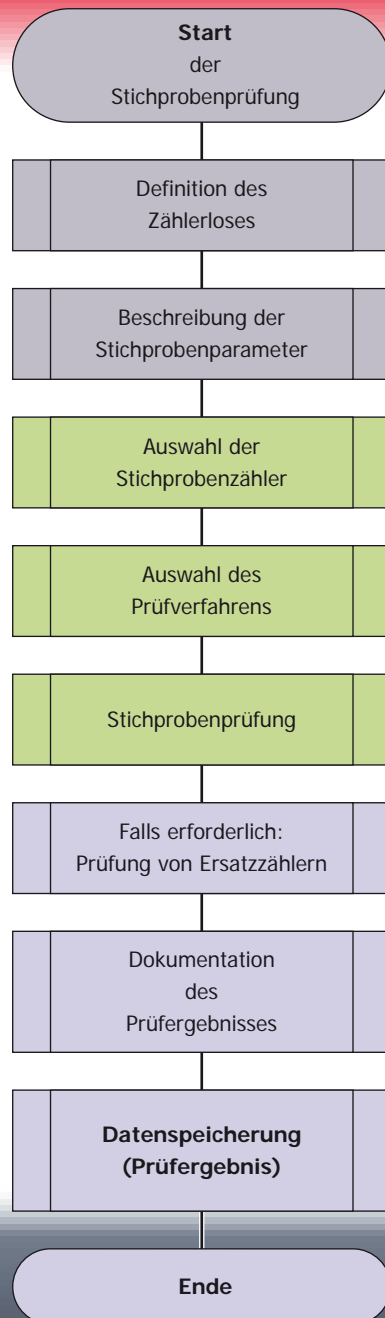 Start
der
Stichprobenprüfung
Definition des
Zählerloses
Beschreibung der
Stichprobenparameter
Auswahl der
Stichprobenzähler
Auswahl des
Prüfverfahrens
Stichprobenprüfung
Falls erforderlich:
Prüfung von Ersatzzählern
Dokumentation
des
Prüfergebnisses
Datenspeicherung
(Prüfergebnis)
Ende